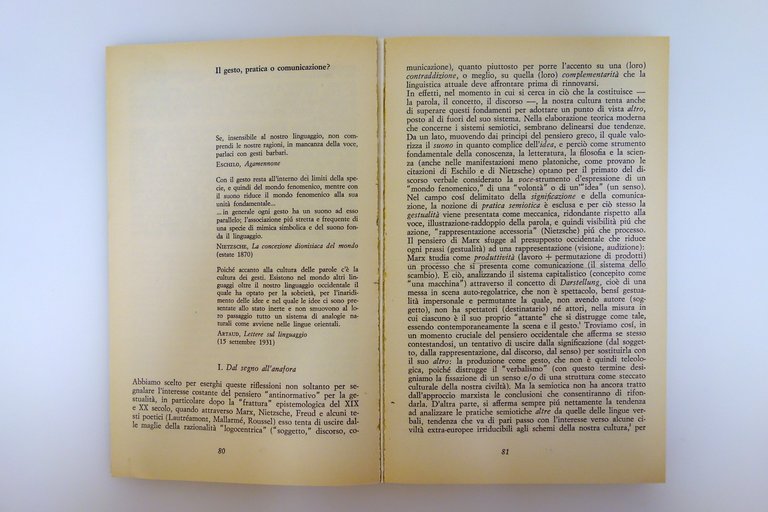 Il gesto, pratica o comunicazione?
Se, insensibile al nostro linguaggio, non com-
prendi le nostre ragioni, in mancanza della voce,
parlaci con gesti barbari.
ESCHILO, Agamennone
Con il gesto resta all'interno dei limiti della spe-
cie, e quindi del mondo fenomenico, mentre con
il suono riduce il mondo fenomenico alla sua
unità fondamentale...
...in generale ogni gesto ha un suono ad esso
parallelo; l'associazione piú stretta e frequente di
una specie di mimica simbolica e del suono fon-
da il linguaggio.
NIETZSCHE, La concezione dionisiaca del mondo
(estate 1870)
Poiché accanto alla cultura delle parole c'è la
cultura dei gesti. Esistono nel mondo altri lin-
guaggi oltre il nostro linguaggio occidentale il
quale ha optato per la sobrietà, per l'inaridi-
mento delle idee e nel quale le idee ci sono presen-
tate allo stato inerte e non smuovono al lo-
ro passaggio tutto un sistema di analogie na-
turali come avviene nelle lingue orientali.
ARTAUD, Lettere sul linguaggio
(15 settembre 1931)
I. Dal segno all'anafora
Abbiamo scelto per eserghi queste riflessioni non soltanto per se-
gnalare l'interesse costante del pensiero "antinormativo" per la ge-
stualità, in particolare dopo la "frattura" epistemologica del XIX
e XX secolo, quando attraverso Marx, Nietzsche, Freud e alcuni te-
sti poetici (Lautréamont, Mallarmé, Roussel) esso tenta di uscire dal-
le maglie della razionalità "logocentrica" ("soggetto," discorso, co-
80
municazione), quanto piuttosto per porre l'accento su una (loro)
contraddizione, o meglio, su quella (loro) complementarità che la
linguistica attuale deve affrontare prima di rinnovarsi.
In effetti, nel momento in cui si cerca in ciò che la costituisce —
la parola, il concetto, il discorso —, la nostra cultura tenta anche
di superare questi fondamenti per adottare un punto di vista altro,
posto al di fuori del suo sistema. Nella elaborazione teorica moderna
che concerne i sistemi semiotici, sembrano delinearsi due tendenze.
Da un lato, muovendo dai principi del pensiero greco, il quale valo-
rizza il suono in quanto complice dell'idea, e perciò come strumento
fondamentale della conoscenza, la letteratura, la filosofia e la scien-
za (anche nelle manifestazioni meno platoniche, come provano le
citazioni di Eschilo e di Nietzsche) optano per il primato del di-
scorso verbale considerato la voce-strumento d'espressione di un
"mondo fenomenico," di una "volontà" o di un'"idea" (un senso).
Nel campo cosí delimitato della significazione e della comunica-
zione, la nozione di pratica semiotica è esclusa e per ciò stesso la
gestualità viene presentata come meccanica, ridondante rispetto alla
voce, illustrazione-raddoppio della parola, e quindi visibilità piú che
azione, "rappresentazione accessoria" (Nietzsche) piú che processo.
Il pensiero di Marx sfugge al presupposto occidentale che riduce
ogni prassi (gestualità) ad una rappresentazione (visione, audizione):
Marx studia come produttività (lavoro + permutazione di prodotti)
un processo che si presenta come comunicazione (il sistema dello
scambio). E ciò, analizzando il sistema capitalistico (concepito come
"una macchina") attraverso il concetto di Darstellung, cioè di una
messa in scena auto-regolatrice, che non è spettacolo, bensí gestua-
lità impersonale e permutante la quale, non avendo autore (sog-
getto), non ha spettatori (destinatario) né attori, nella misura in
cui ciascuno è il suo proprio "attante" che si distrugge come tale,
essendo contemporaneamente la scena e il gesto.¹ Troviamo cosí, in
un momento cruciale del pensiero occidentale che afferma se stesso
contestandosi, un tentativo di uscire dalla significazione (dal sogget-
to, dalla rappresentazione, dal discorso, dal senso) per sostituirla con
il suo altro: la produzione come gesto, che non è quindi teleolo-
gica, poiché distrugge il "verbalismo" (con questo termine desi-
gniamo la fissazione di un senso e/o di una struttura come steccato
culturale della nostra civiltà). Ma la semiotica non ha ancora tratto
dall'approccio marxista le conclusioni che consentirano di rifon-
darla. D'altra parte, si afferma sempre piú nettamente la tendenza
ad analizzare le pratiche semiotiche altre da quelle delle lingue ver-
bali, tendenza che va di pari passo con l'interesse verso alcune ci-
viltà extra-europee irriducibili agli schemi della nostra cultura,² per
81